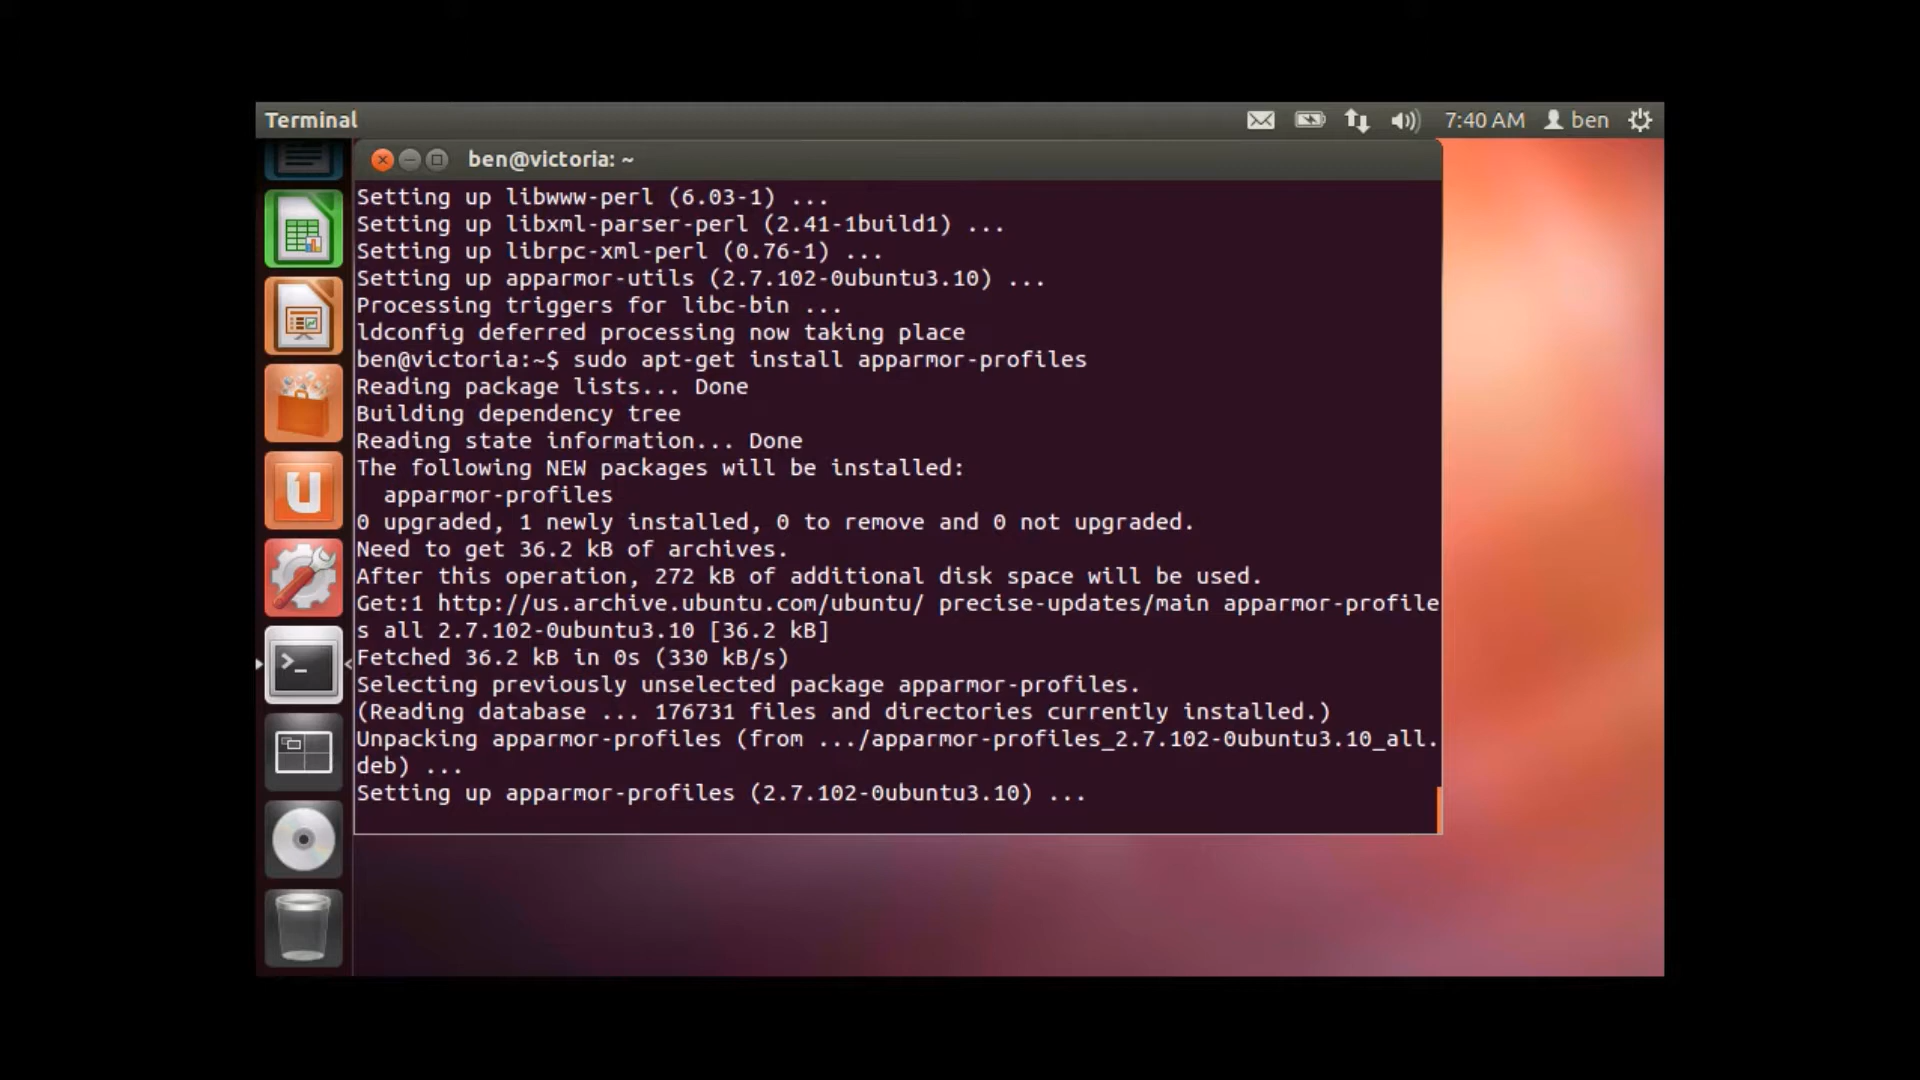 Terminal
7:40 AM ben
ben@victoria: ~
Setting up libwww-perl (6.03-1) ...
Setting up libxml-parser-perl (2.41-1build1) ...
Setting up librpc-xml-perl (0.76-1) ...
Setting up apparmor-utils (2.7.102-0ubuntu3.10) ...
Processing triggers for libc-bin ...
ldconfig deferred processing now taking place
ben@victoria:~$ sudo apt-get install apparmor-profiles
Reading package lists... Done
Building dependency tree
Reading state information... Done
The following NEW packages will be installed:
  apparmor-profiles
0 upgraded, 1 newly installed, 0 to remove and 0 not upgraded.
Need to get 36.2 kB of archives.
After this operation, 272 kB of additional disk space will be used.
Get:1 http://us.archive.ubuntu.com/ubuntu/ precise-updates/main apparmor-profile
s all 2.7.102-0ubuntu3.10 [36.2 kB]
Fetched 36.2 kB in 0s (330 kB/s)
Selecting previously unselected package apparmor-profiles.
(Reading database ... 176731 files and directories currently installed.)
Unpacking apparmor-profiles (from .../apparmor-profiles_2.7.102-0ubuntu3.10_all.
deb) ...
Setting up apparmor-profiles (2.7.102-0ubuntu3.10) ...